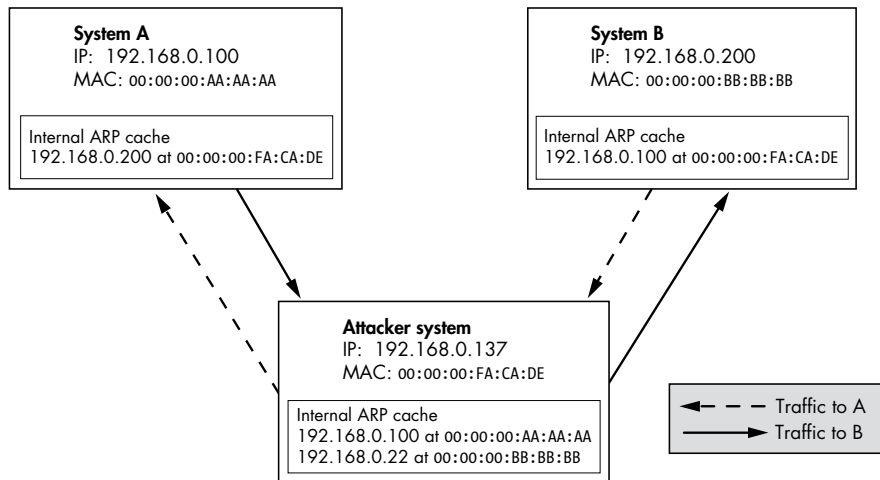 System A
IP: 192.168.0.100
MAC: 00:00:00:AA:AA:AA
Internal ARP cache
192.168.0.200 at 00:00:00:FA:CA:DE
System B
IP: 192.168.0.200
MAC: 00:00:00:BB:BB:BB
Internal ARP cache
192.168.0.100 at 00:00:00:FA:CA:DE
Attacker system
IP: 192.168.0.137
MAC: 00:00:00:FA:CA:DE
Internal ARP cache
192.168.0.100 at 00:00:00:AA:AA:AA
192.168.0.22 at 00:00:00:BB:BB:BB
Traffic to A
Traffic to B